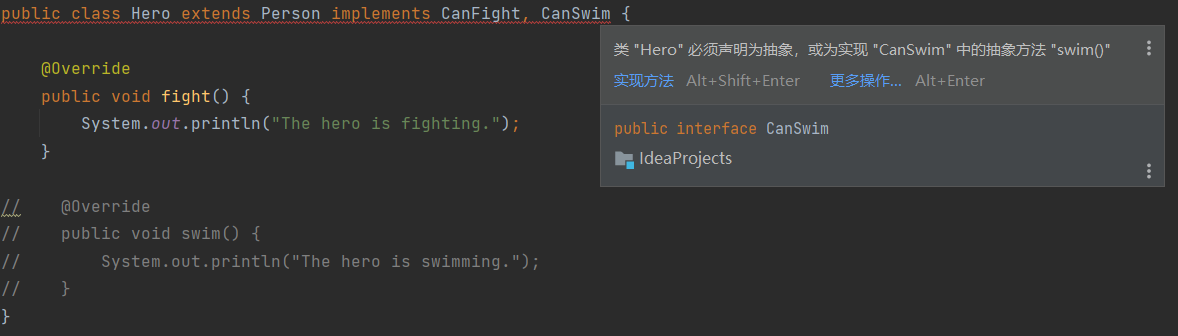 public class Hero extends Person implements CanFight, CanSwim {
类 "Hero" 必须声明为抽象，或为实现 "CanSwim" 中的抽象方法 "swim()"
实现方法 Alt+Shift+Enter 更多操作... Alt+Enter
public interface CanSwim
IdeaProjects
@Override
public void fight() {
System.out.println("The hero is fighting.");
}
// @Override
// public void swim() {
// System.out.println("The hero is swimming.");
// }
}